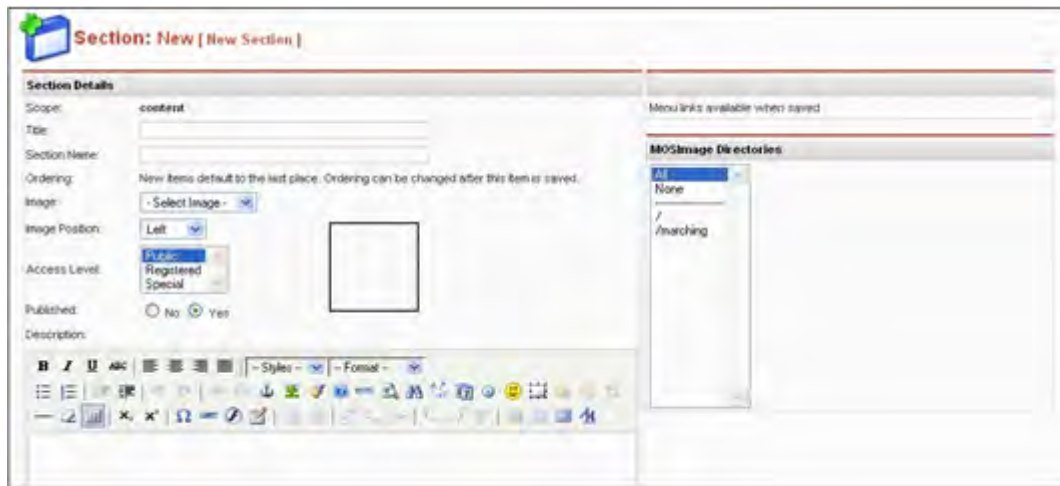 Section: New [ New Section ]
Section Details
Scope: content
Title:
Section Name:
Ordering: New items default to the last place. Ordering can be changed after this item is saved.
Image: - Select Image -
Image Position: Left
Access Level: Public
Registered
Special
Published: No Yes
Description:
B I U ABC - Styles - - Format -
Menu links available when saved
MOSImage Directories
All
None
/
/marching